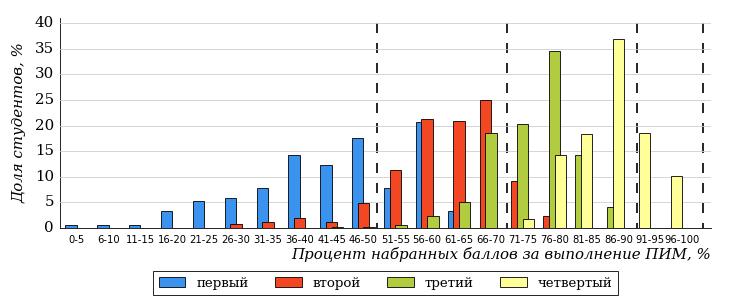 Доля студентов, %
40
35
30
25
20
15
10
5
0
0-5 6-10 11-15 16-20 21-25 26-30 31-35 36-40 41-45 46-50 51-55 56-60 61-65 66-70 71-75 76-80 81-85 86-90 91-95 96-100
Процент набранных баллов за выполнение ПИМ, %
первый второй третий четвертый